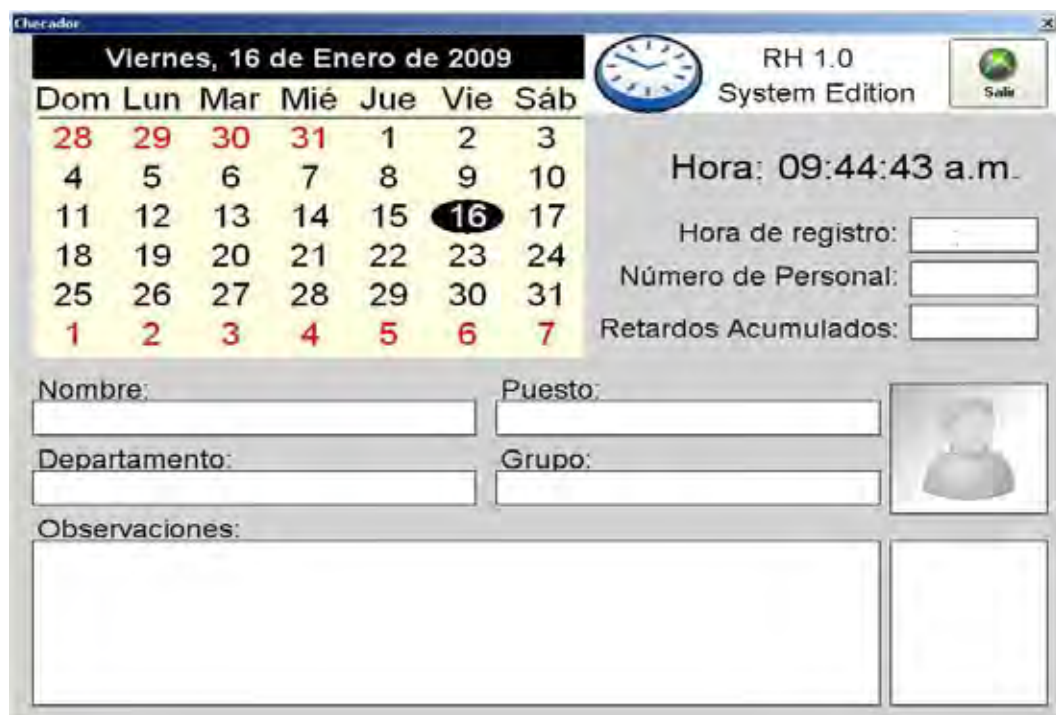 Checador
Viernes, 16 de Enero de 2009
Dom Lun Mar Mié Jue Vie Sáb
28 29 30 31 1 2 3
4 5 6 7 8 9 10
11 12 13 14 15 16 17
18 19 20 21 22 23 24
25 26 27 28 29 30 31
1 2 3 4 5 6 7
RH 1.0
System Edition
Salir
Hora: 09:44:43 a.m.
Hora de registro:
Número de Personal:
Retardos Acumulados:
Nombre:
Puesto:
Departamento:
Grupo:
Observaciones: